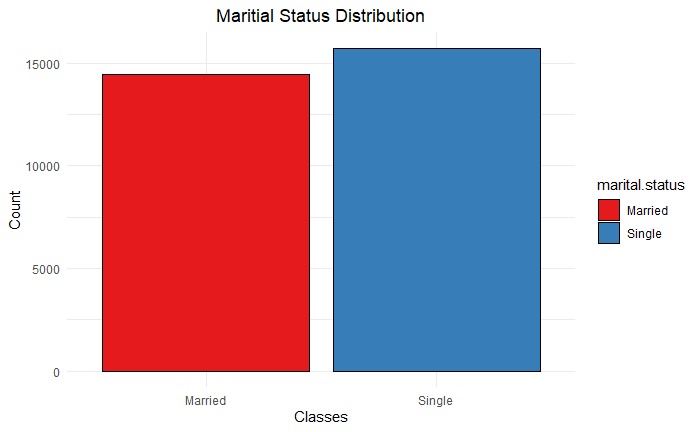 Maritial Status Distribution
15000
10000
5000
0
Count
Married
Single
Classes
marital.status
Married
Single